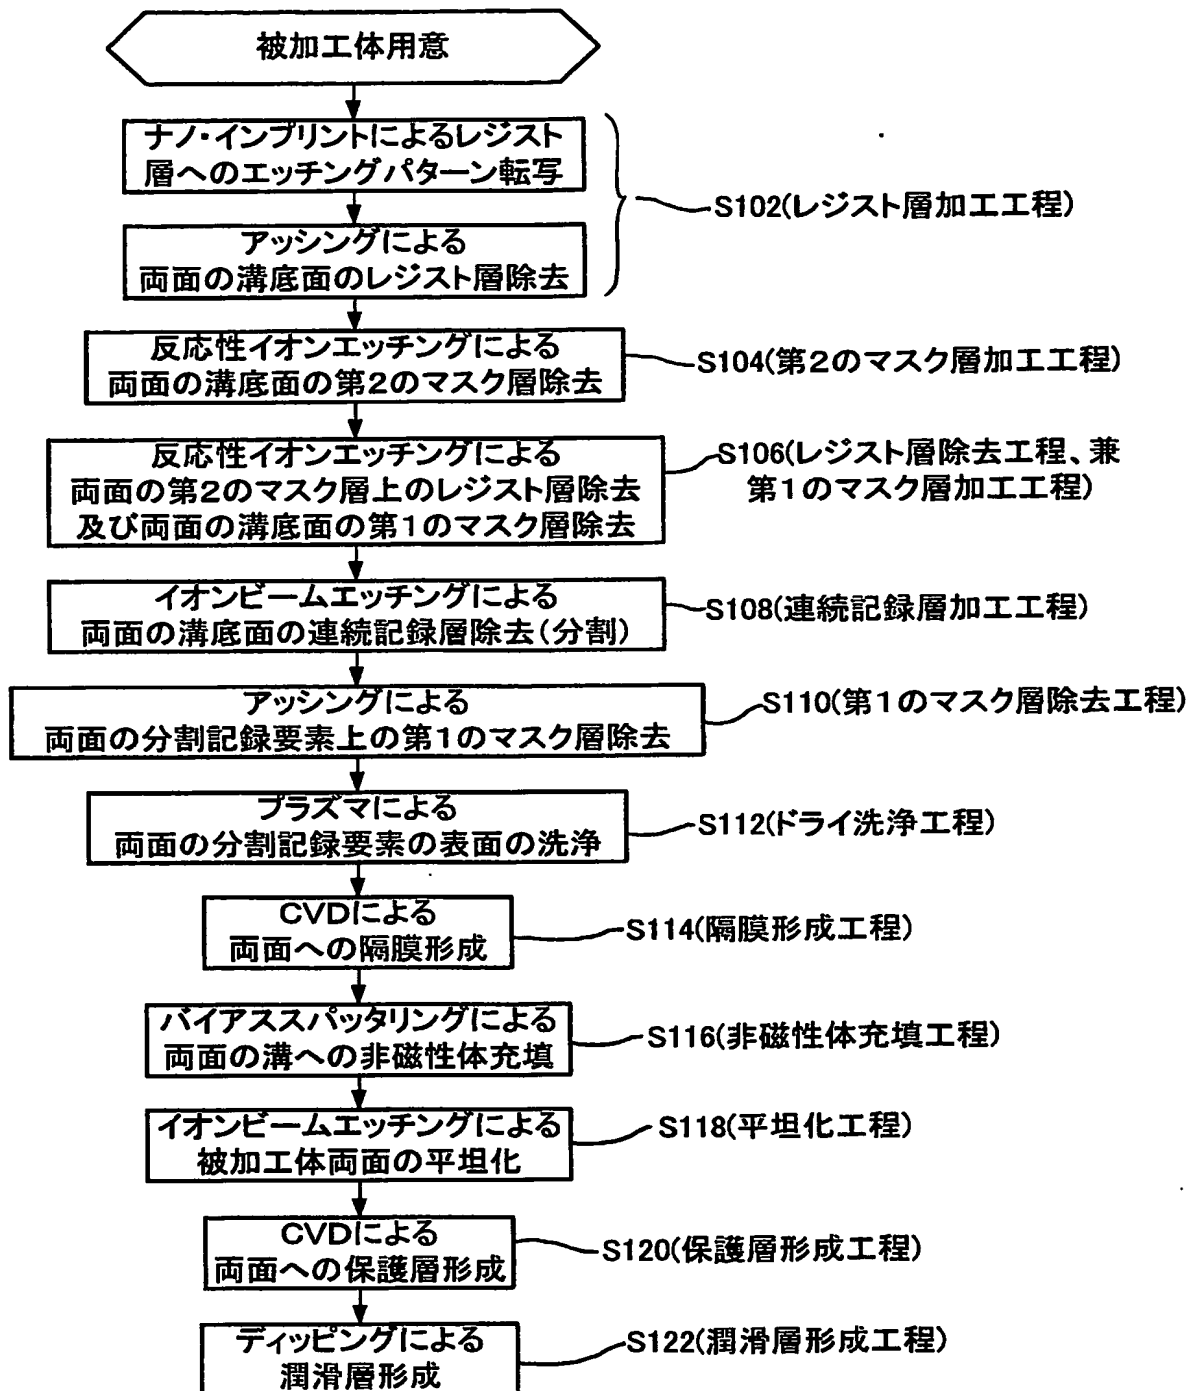 被加工体用意
ナノ・インプリントによるレジスト
層へのエッチングパターン転写
S102(レジスト層加工工程)
アッシングによる
両面の溝底面のレジスト層除去
反応性イオンエッチングによる
両面の溝底面の第2のマスク層除去
S104(第2のマスク層加工工程)
反応性イオンエッチングによる
両面の第2のマスク層上のレジスト層除去
及び両面の溝底面の第1のマスク層除去
S106(レジスト層除去工程、兼
第1のマスク層加工工程)
イオンビームエッチングによる
両面の溝底面の連続記録層除去(分割)
S108(連続記録層加工工程)
アッシングによる
両面の分割記録要素上の第1のマスク層除去
S110(第1のマスク層除去工程)
プラズマによる
両面の分割記録要素の表面の洗浄
S112(ドライ洗浄工程)
CVDによる
両面への隔膜形成
S114(隔膜形成工程)
バイアススパッタリングによる
両面の溝への非磁性体充填
S116(非磁性体充填工程)
イオンビームエッチングによる
被加工体両面の平坦化
S118(平坦化工程)
CVDによる
両面への保護層形成
S120(保護層形成工程)
ディッピングによる
潤滑層形成
S122(潤滑層形成工程)